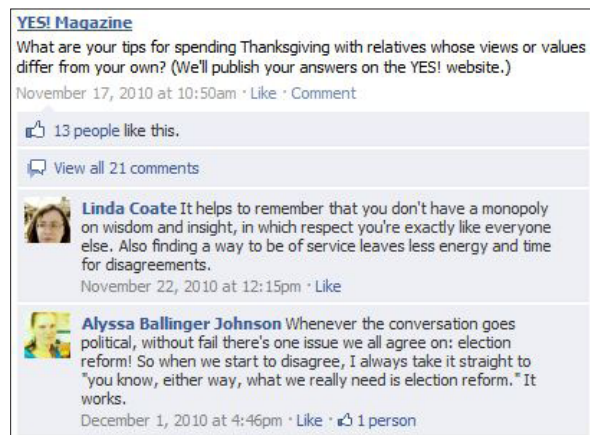 YES! Magazine
What are your tips for spending Thanksgiving with relatives whose views or values
differ from your own? (We'll publish your answers on the YES! website.)
November 17, 2010 at 10:50am · Like · Comment
13 people like this.
View all 21 comments
Linda Coate It helps to remember that you don't have a monopoly
on wisdom and insight, in which respect you're exactly like everyone
else. Also finding a way to be of service leaves less energy and time
for disagreements.
November 22, 2010 at 12:15pm · Like
Alyssa Ballinger Johnson Whenever the conversation goes
political, without fail there's one issue we all agree on: election
reform! So when we start to disagree, I always take it straight to
"you know, either way, what we really need is election reform." It
works.
December 1, 2010 at 4:46pm · Like · 1 person